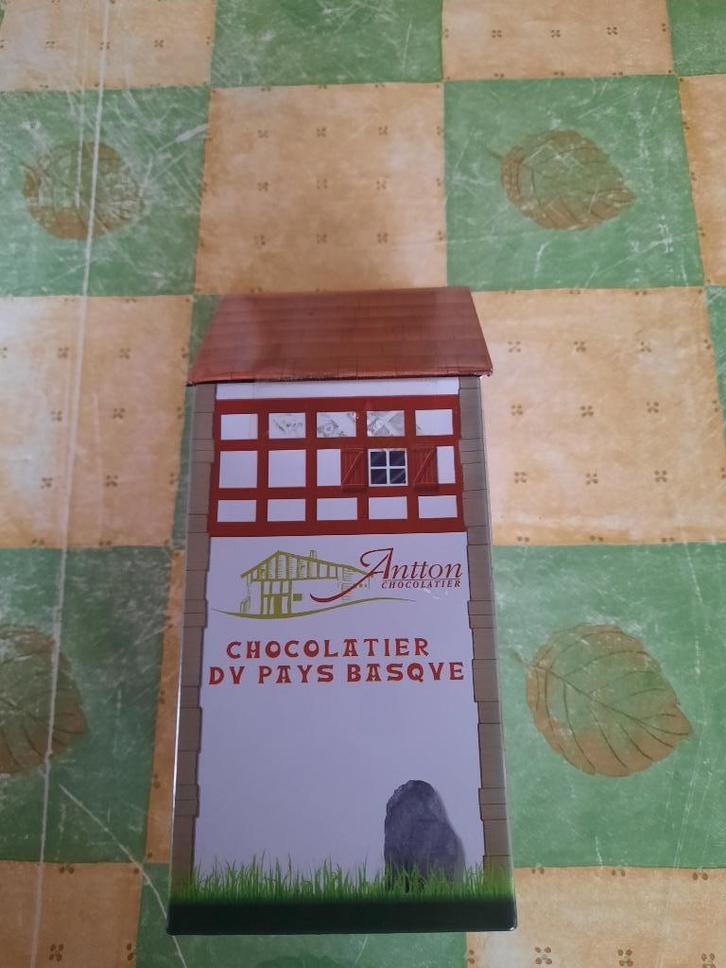 Antton
CHOCOLATIER
CHOCOLATIER
DV PAYS BASQVE